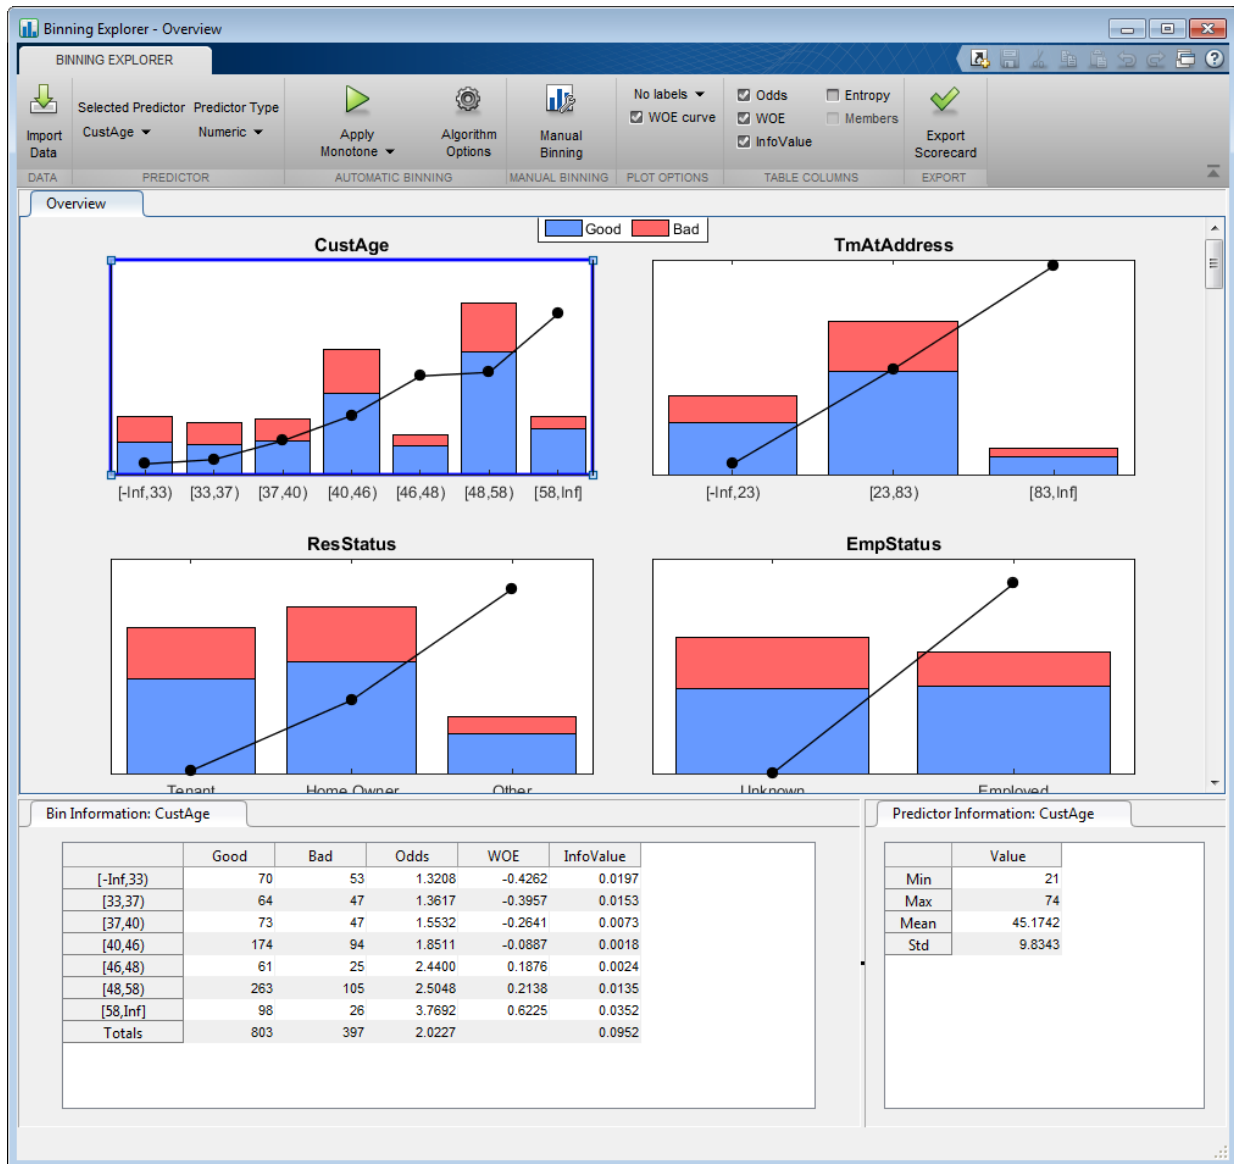 Binning Explorer - Overview
BINNING EXPLORER
Import Data
Selected Predictor Predictor Type
CustAge Numeric
Apply Monotone
Algorithm Options
Manual Binning
No labels
WOE curve
Odds Entropy
WOE Members
InfoValue
Export Scorecard
DATA PREDICTOR AUTOMATIC BINNING MANUAL BINNING PLOT OPTIONS TABLE COLUMNS EXPORT
Overview
Good Bad
CustAge
[-Inf,33) [33,37) [37,40) [40,46) [46,48) [48,58) [58,Inf]
TmAtAddress
[-Inf,23) [23,83) [83,Inf]
ResStatus
Tenant Home Owner Other
EmpStatus
Unknown Employed
Bin Information: CustAge
Good Bad Odds WOE InfoValue
[-Inf,33) 70 53 1.3208 -0.4262 0.0197
[33,37) 64 47 1.3617 -0.3957 0.0153
[37,40) 73 47 1.5532 -0.2641 0.0073
[40,46) 174 94 1.8511 -0.0887 0.0018
[46,48) 61 25 2.4400 0.1876 0.0024
[48,58) 263 105 2.5048 0.2138 0.0135
[58,Inf] 98 26 3.7692 0.6225 0.0352
Totals 803 397 2.0227 0.0952
Predictor Information: CustAge
Value
Min 21
Max 74
Mean 45.1742
Std 9.8343